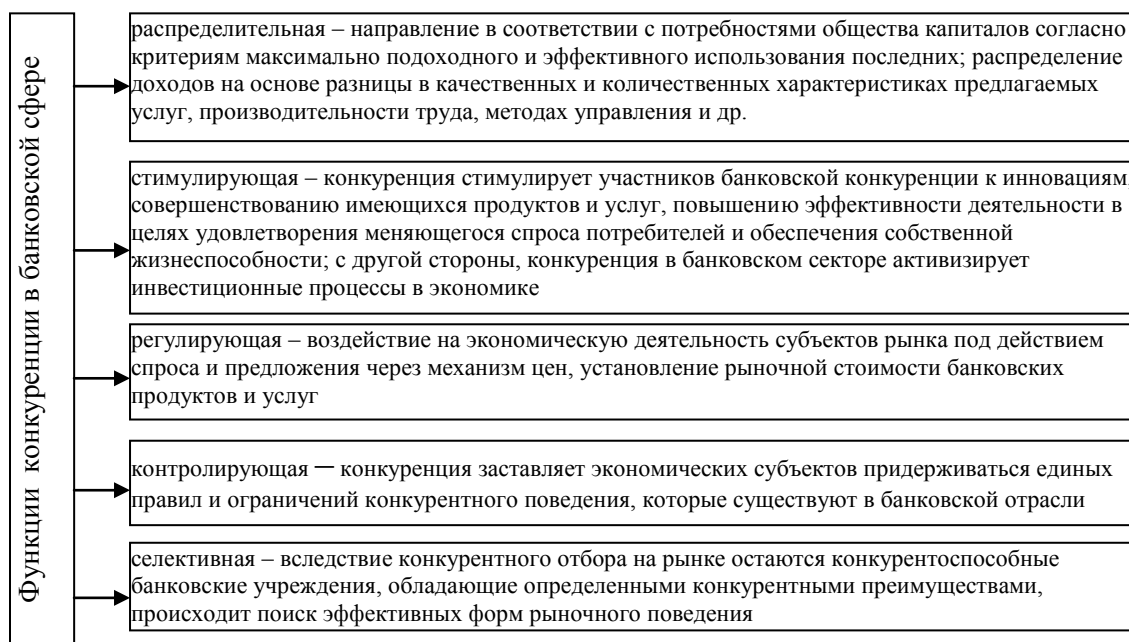 Функции конкуренции в банковской сфере
распределительная – направление в соответствии с потребностями общества капиталов согласно
критериям максимально подоходного и эффективного использования последних; распределение
доходов на основе разницы в качественных и количественных характеристиках предлагаемых
услуг, производительности труда, методах управления и др.
стимулирующая – конкуренция стимулирует участников банковской конкуренции к инновациям,
совершенствованию имеющихся продуктов и услуг, повышению эффективности деятельности в
целях удовлетворения меняющегося спроса потребителей и обеспечения собственной
жизнеспособности; с другой стороны, конкуренция в банковском секторе активизирует
инвестиционные процессы в экономике
регулирующая – воздействие на экономическую деятельность субъектов рынка под действием
спроса и предложения через механизм цен, установление рыночной стоимости банковских
продуктов и услуг
контролирующая — конкуренция заставляет экономических субъектов придерживаться единых
правил и ограничений конкурентного поведения, которые существуют в банковской отрасли
селективная – вследствие конкурентного отбора на рынке остаются конкурентоспособные
банковские учреждения, обладающие определенными конкурентными преимуществами,
происходит поиск эффективных форм рыночного поведения